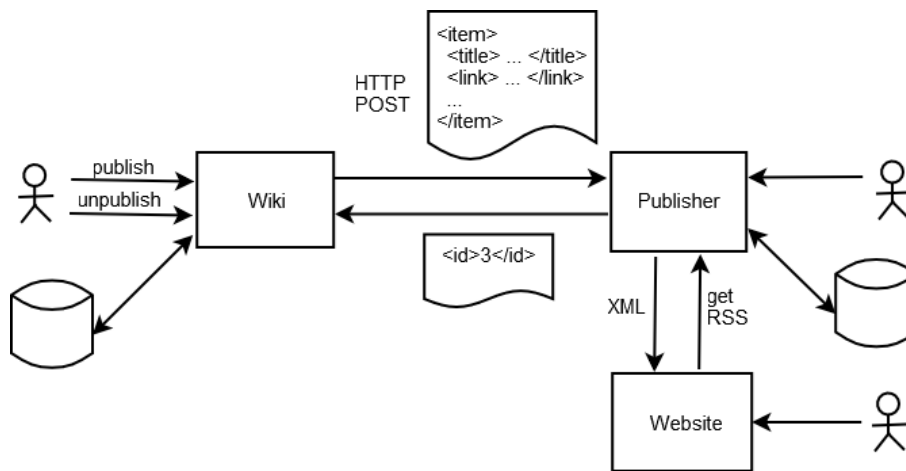 <item>
<title> ... </title>
<link> ... </link>
...
</item>
HTTP
POST
publish
unpublish
Wiki
Publisher
<id>3</id>
XML
get
RSS
Website